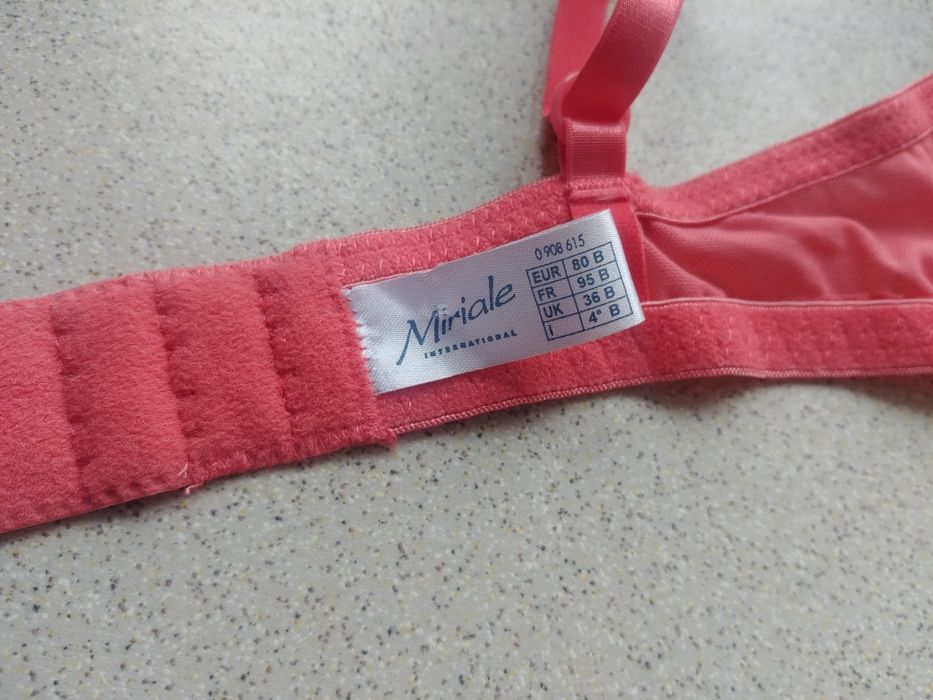 0 908 615
EUR 80 B
FR 95 B
UK 36 B
I 4° B
Miriale
INTERNATIONAL